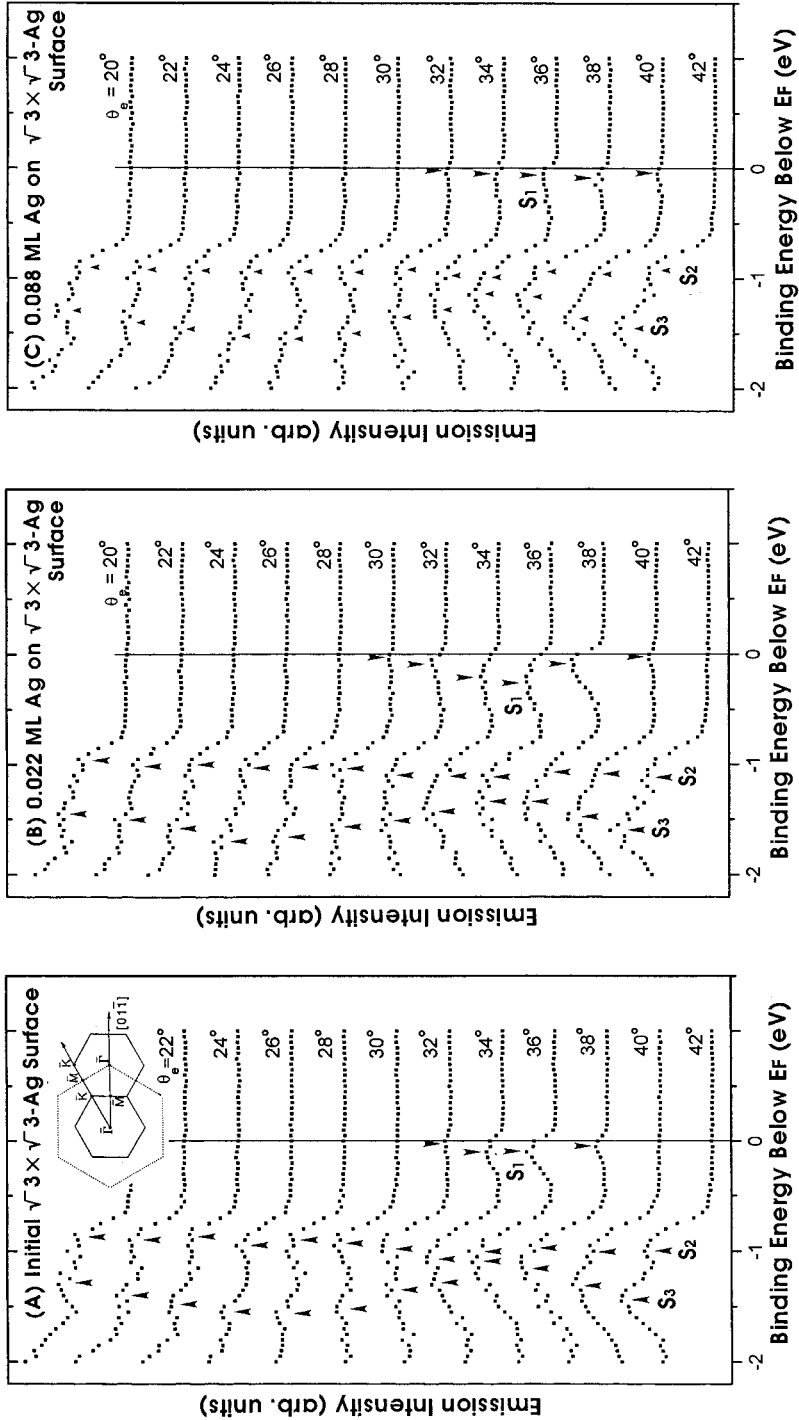 (A) Initial √3×√3-Ag Surface
K̄
M̄
K̄
Γ̄
M̄
Γ̄
[011̄]
θe=22°
24°
26°
28°
30°
32°
34°
36°
38°
40°
42°
S1
S2
S3
-2
-1
0
Binding Energy Below EF (eV)
Emission Intensity (arb. units)
(B) 0.022 ML Ag on √3×√3-Ag
Surface
θe = 20°
22°
24°
26°
28°
30°
32°
34°
36°
38°
40°
42°
S1
S2
S3
-2
-1
0
Binding Energy Below EF (eV)
Emission Intensity (arb. units)
(C) 0.088 ML Ag on √3×√3-Ag
Surface
θe = 20°
22°
24°
26°
28°
30°
32°
34°
36°
38°
40°
42°
S1
S2
S3
-2
-1
0
Binding Energy Below EF (eV)
Emission Intensity (arb. units)